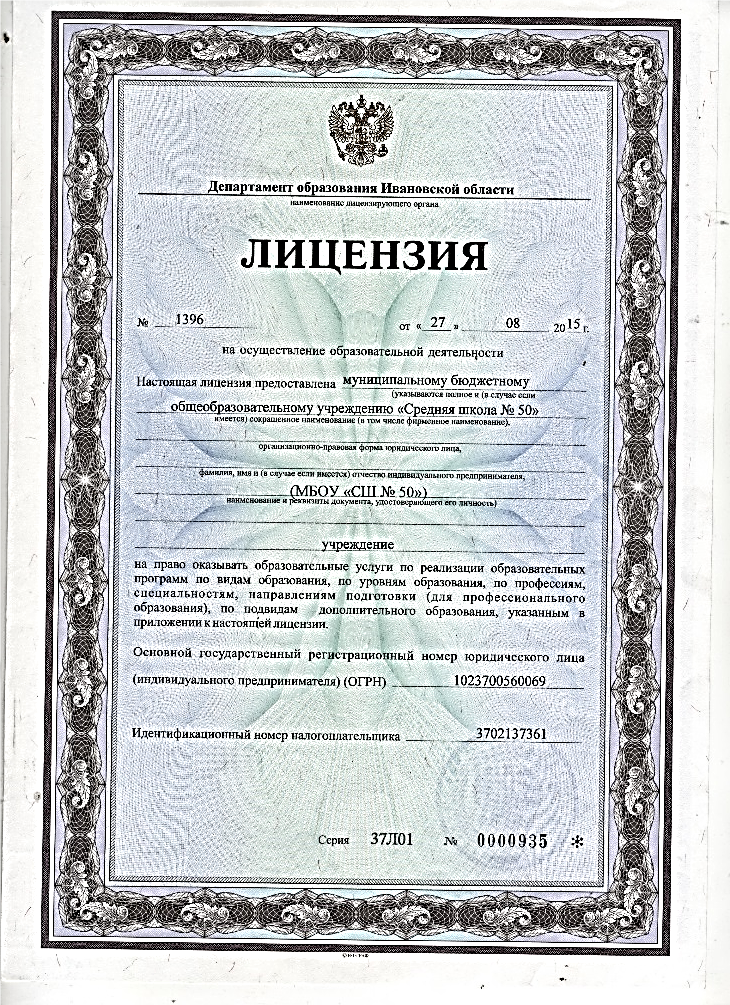 Департамент образования Ивановской области
наименование лицензирующего органа
ЛИЦЕНЗИЯ
№ 1396 от « 27 » 08 2015 г.
на осуществление образовательной деятельности
Настоящая лицензия предоставлена муниципальному бюджетному
(указываются полное и (в случае если
общеобразовательному учреждению «Средняя школа № 50»
имеется) сокращенное наименование (в том числе фирменное наименование),
организационно-правовая форма юридического лица,
фамилия, имя и (в случае если имеется) отчество индивидуального предпринимателя,
(МБОУ «СШ № 50»)
наименование и реквизиты документа, удостоверяющего его личность)
учреждение
на право оказывать образовательные услуги по реализации образовательных
программ по видам образования, по уровням образования, по профессиям,
специальностям, направлениям подготовки (для профессионального
образования), по подвидам дополнительного образования, указанным в
приложении к настоящей лицензии.
Основной государственный регистрационный номер юридического лица
(индивидуального предпринимателя) (ОГРН) 1023700560069
Идентификационный номер налогоплательщика 3702137361
Серия 37Л01 № 0000935 *